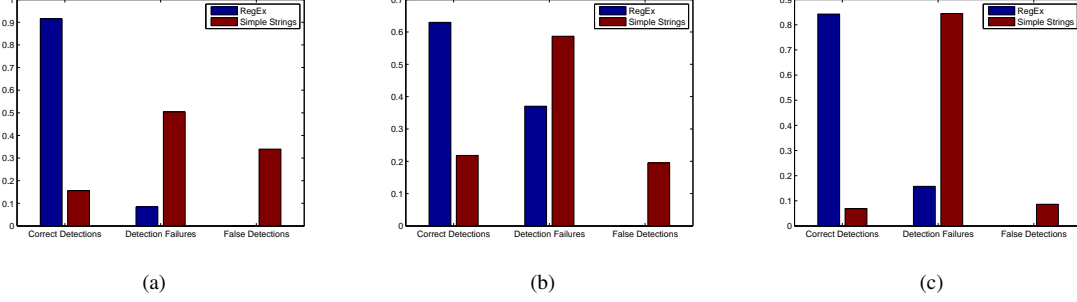 1
0.9
0.8
0.7
0.6
0.5
0.4
0.3
0.2
0.1
0
Correct Detections Detection Failures False Detections
RegEx
Simple Strings
(a)
0.7
0.6
0.5
0.4
0.3
0.2
0.1
0
Correct Detections Detection Failures False Detections
RegEx
Simple Strings
(b)
0.9
0.8
0.7
0.6
0.5
0.4
0.3
0.2
0.1
0
Correct Detections Detection Failures False Detections
RegEx
Simple Strings
(c)